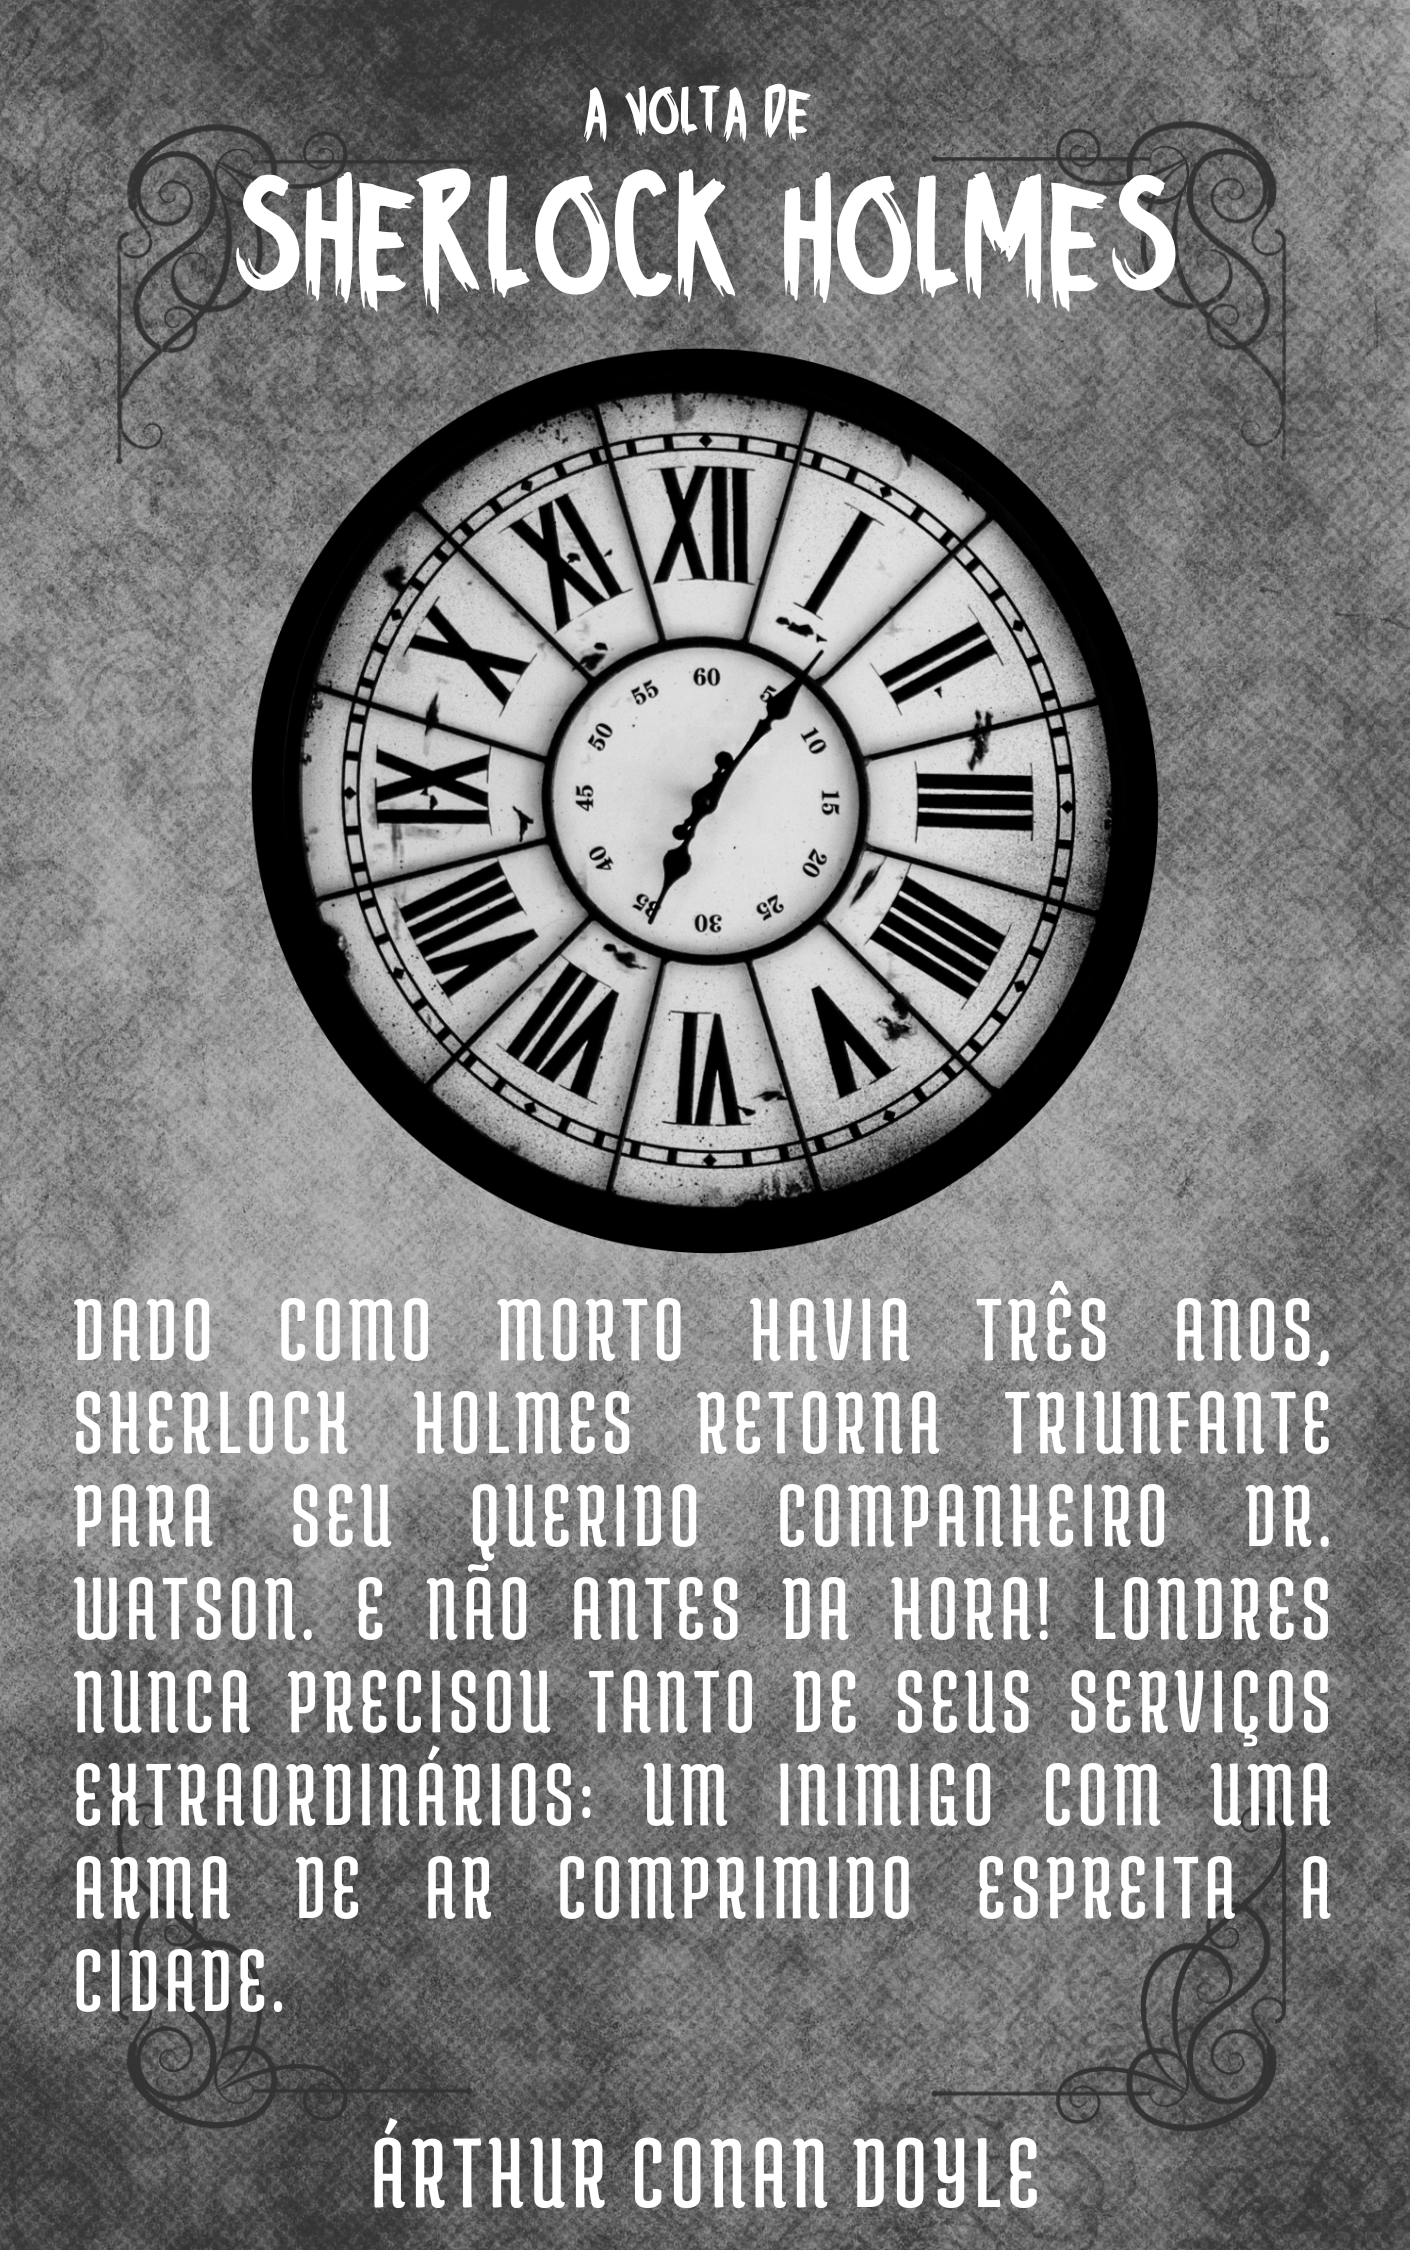 A VOLTA DE
SHERLOCK HOLMES
XII
I
II
III
IIII
V
VI
VII
VIII
IX
X
XI
60
5
10
15
20
25
30
35
40
45
50
55
DADO COMO MORTO HAVIA TRÊS ANOS,
SHERLOCK HOLMES RETORNA TRIUNFANTE
PARA SEU QUERIDO COMPANHEIRO DR.
WATSON. E NÃO ANTES DA HORA! LONDRES
NUNCA PRECISOU TANTO DE SEUS SERVIÇOS
EXTRAORDINÁRIOS: UM INIMIGO COM UMA
ARMA DE AR COMPRIMIDO ESPREITA A
CIDADE.
ÁRTHUR CONAN DOYLE